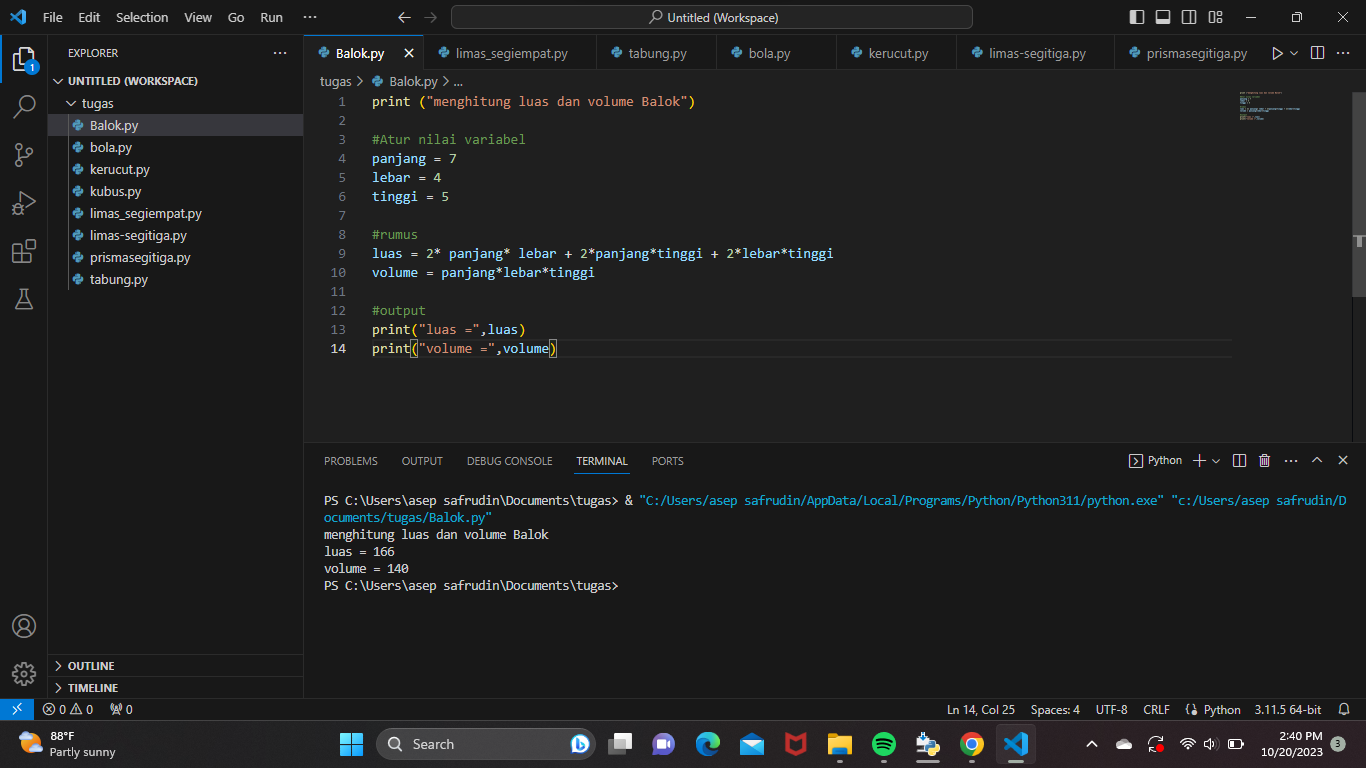 File Edit Selection View Go Run ··· Untitled (Workspace)
EXPLORER ···
UNTITLED (WORKSPACE)
tugas
Balok.py
bola.py
kerucut.py
kubus.py
limas_segiempat.py
limas-segitiga.py
prismasegitiga.py
tabung.py
OUTLINE
TIMELINE
1
Balok.py limas_segiempat.py tabung.py bola.py kerucut.py limas-segitiga.py prismasegitiga.py ···
tugas > Balok.py > ...
1 print ("menghitung luas dan volume Balok")
2
3 #Atur nilai variabel
4 panjang = 7
5 lebar = 4
6 tinggi = 5
7
8 #rumus
9 luas = 2* panjang* lebar + 2*panjang*tinggi + 2*lebar*tinggi
10 volume = panjang*lebar*tinggi
11
12 #output
13 print("luas =",luas)
14 print("volume =",volume)
PROBLEMS OUTPUT DEBUG CONSOLE TERMINAL PORTS Python ···
PS C:\Users\asep safrudin\Documents\tugas> & "C:/Users/asep safrudin/AppData/Local/Programs/Python/Python311/python.exe" "c:/Users/asep safrudin/D
ocuments/tugas/Balok.py"
menghitung luas dan volume Balok
luas = 166
volume = 140
PS C:\Users\asep safrudin\Documents\tugas>
0 0 0 Ln 14, Col 25 Spaces: 4 UTF-8 CRLF Python 3.11.5 64-bit
88°F
Partly sunny
Search
2:40 PM
10/20/2023
3